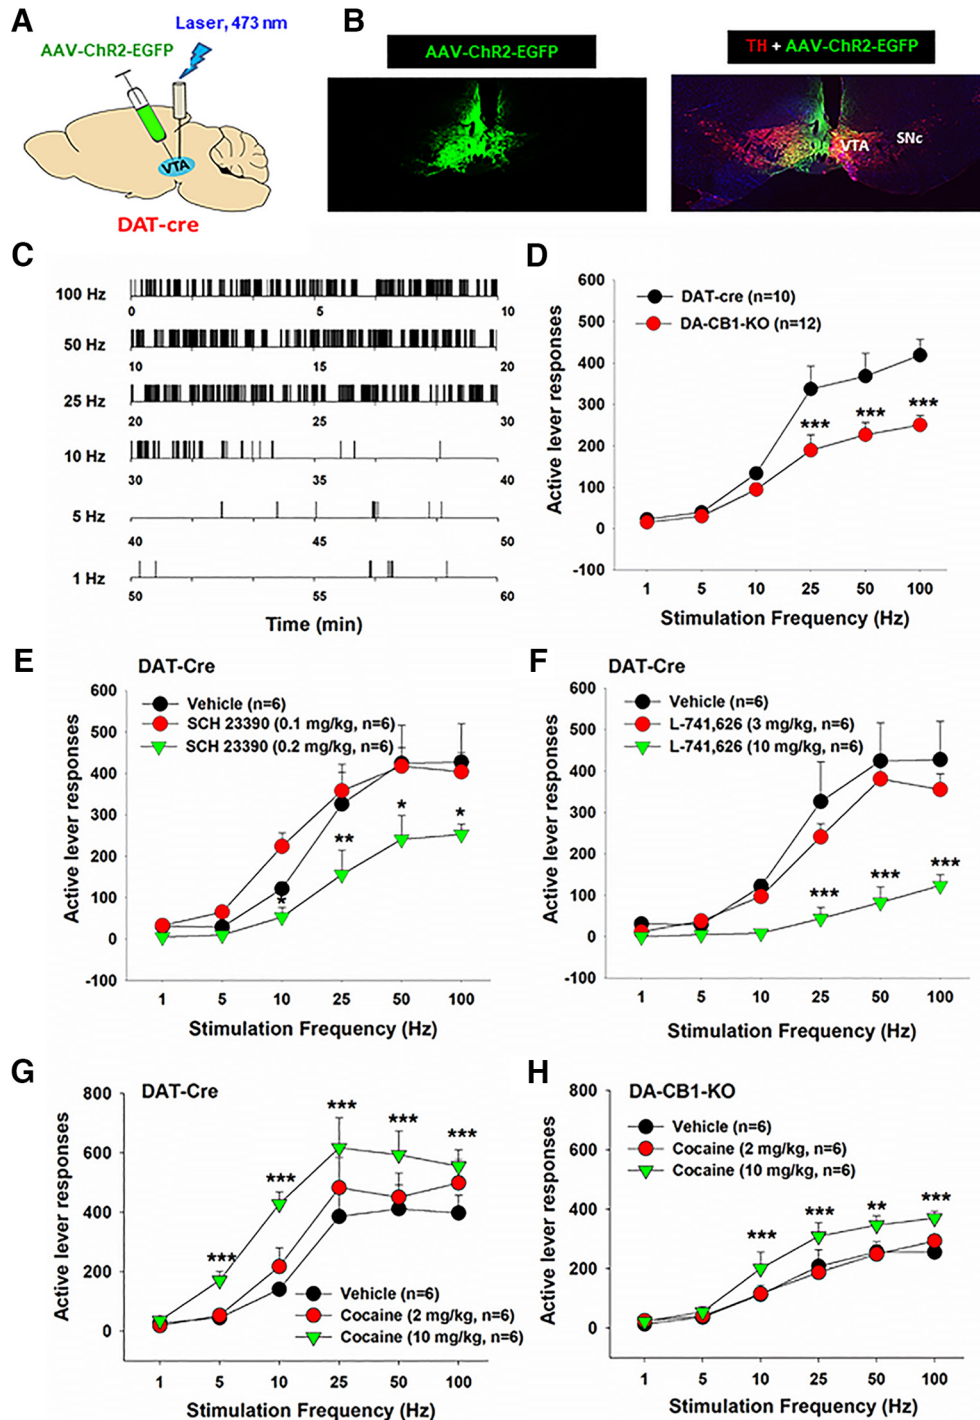 A
Laser, 473 nm
AAV-ChR2-EGFP
VTA
DAT-cre
B
AAV-ChR2-EGFP
TH + AAV-ChR2-EGFP
VTA
SNc
C
100 Hz
0 5 10
50 Hz
10 15 20
25 Hz
20 25 30
10 Hz
30 35 40
5 Hz
40 45 50
1 Hz
50 55 60
Time (min)
D
Active lever responses
600
500
400
300
200
100
0
-100
DAT-cre (n=10)
DA-CB1-KO (n=12)
*** *** ***
1 5 10 25 50 100
Stimulation Frequency (Hz)
E
DAT-Cre
Active lever responses
600
500
400
300
200
100
0
-100
Vehicle (n=6)
SCH 23390 (0.1 mg/kg, n=6)
SCH 23390 (0.2 mg/kg, n=6)
* ** * *
1 5 10 25 50 100
Stimulation Frequency (Hz)
F
DAT-Cre
Active lever responses
600
500
400
300
200
100
0
-100
Vehicle (n=6)
L-741,626 (3 mg/kg, n=6)
L-741,626 (10 mg/kg, n=6)
*** *** ***
1 5 10 25 50 100
Stimulation Frequency (Hz)
G
DAT-Cre
Active lever responses
800
600
400
200
0
*** *** *** *** ***
Vehicle (n=6)
Cocaine (2 mg/kg, n=6)
Cocaine (10 mg/kg, n=6)
1 5 10 25 50 100
Stimulation Frequency (Hz)
H
DA-CB1-KO
Active lever responses
800
600
400
200
0
Vehicle (n=6)
Cocaine (2 mg/kg, n=6)
Cocaine (10 mg/kg, n=6)
*** *** ** ***
1 5 10 25 50 100
Stimulation Frequency (Hz)